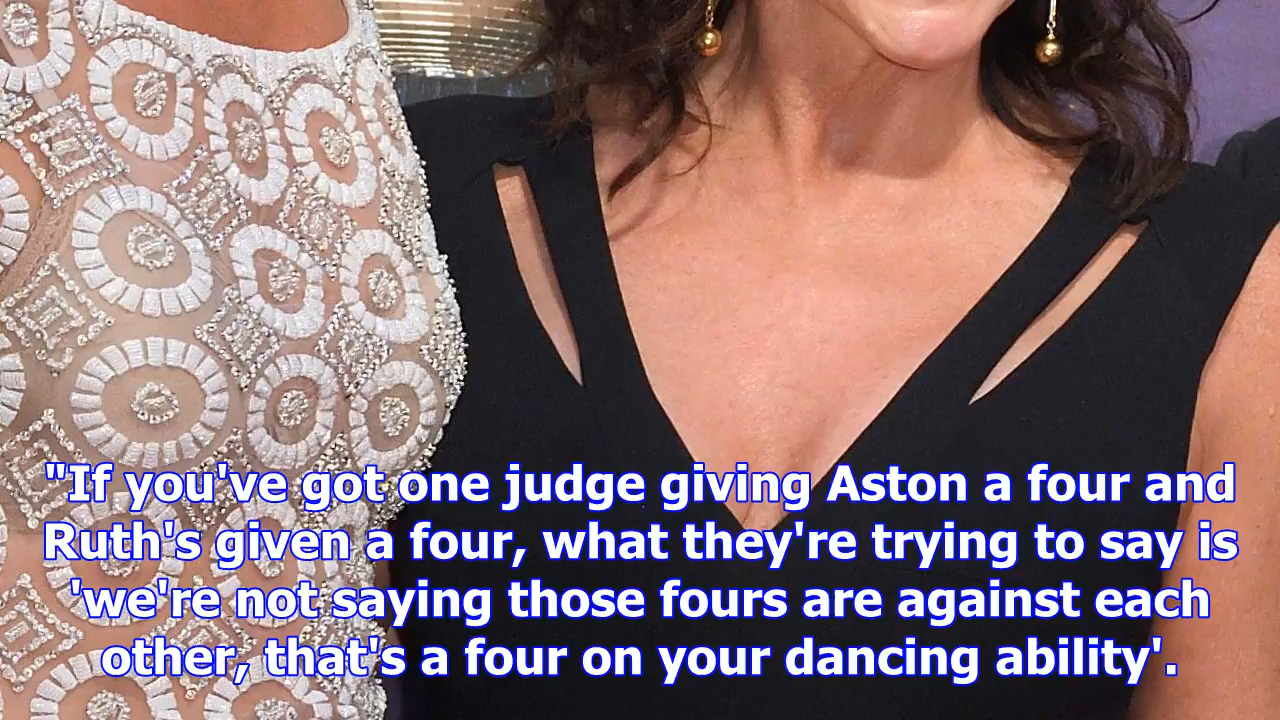 "If you've got one judge giving Aston a four and
Ruth's given a four, what they're trying to say is
'we're not saying those fours are against each
other, that's a four on your dancing ability'.